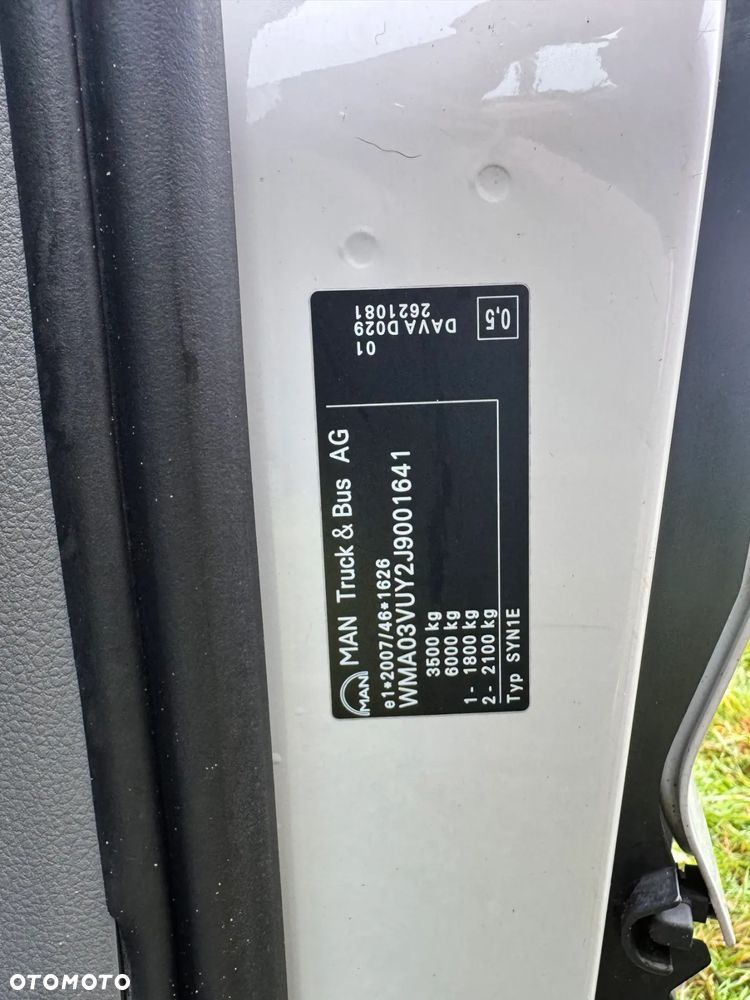 MAN
MAN Truck & Bus AG
e1*2007/46*1626
WMA03VUY2J9001641
3500 kg
6000 kg
1- 1800 kg
2- 2100 kg
Typ SYN1E
01
DAVA D029
2621081
0,5
OTOMOTO